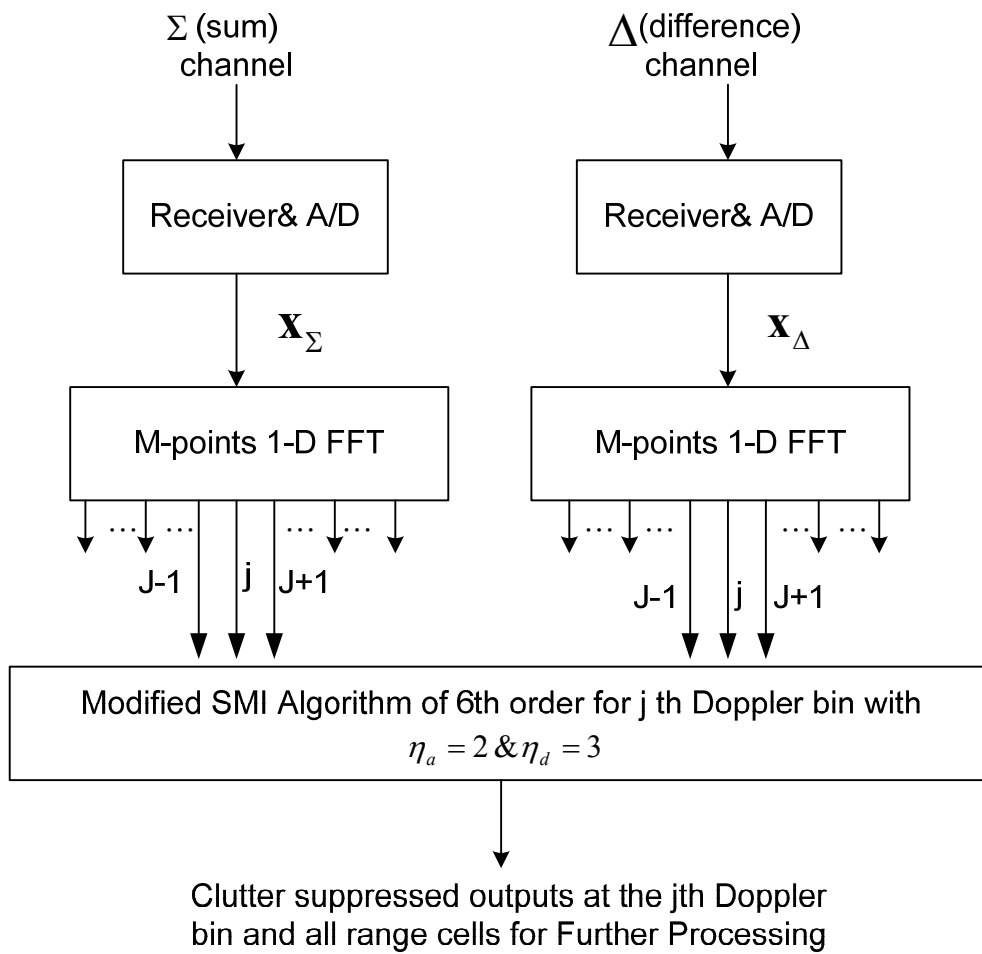 Σ (sum)
channel
Δ(difference)
channel
Receiver& A/D
Receiver& A/D
x_Σ
x_Δ
M-points 1-D FFT
M-points 1-D FFT
... ... ... ...
... ... ... ...
J-1 j J+1
J-1 j J+1
Modified SMI Algorithm of 6th order for j th Doppler bin with
η_a = 2 & η_d = 3
Clutter suppressed outputs at the jth Doppler
bin and all range cells for Further Processing